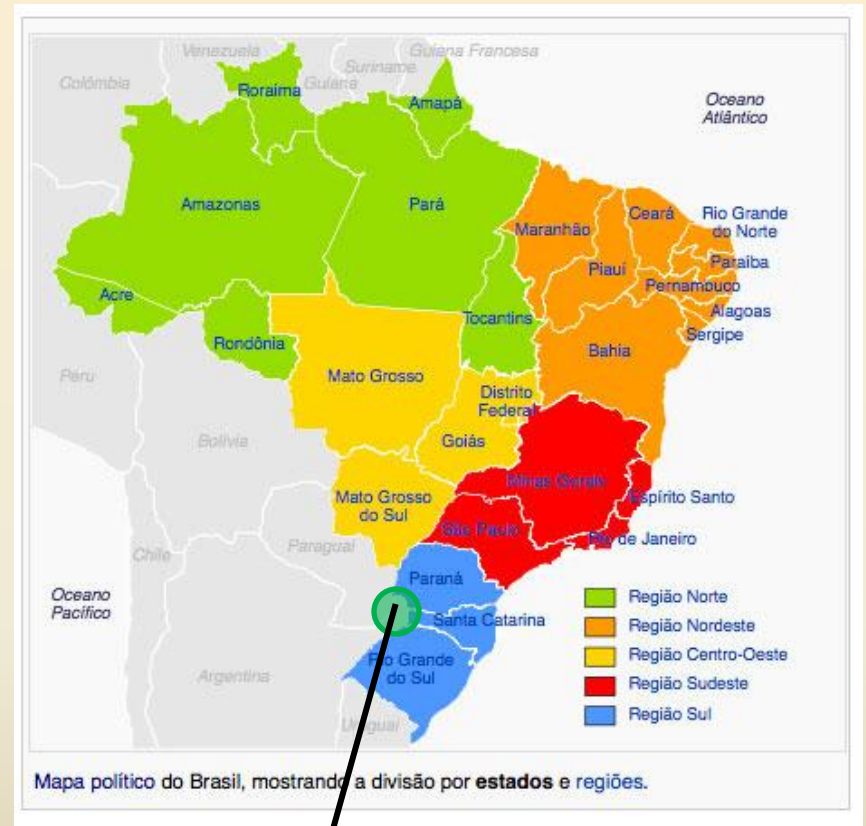 Venezuela
Guiana Francesa
Suriname
Colômbia
Guiana
Roraima
Amapá
Oceano
Atlântico
Amazonas
Pará
Maranhão
Ceará
Rio Grande
do Norte
Piauí
Paraíba
Pernambuco
Acre
Alagoas
Tocantins
Sergipe
Rondônia
Bahia
Peru
Mato Grosso
Distrito
Federal
Goiás
Bolívia
Minas Gerais
Mato Grosso
do Sul
Espírito Santo
São Paulo
Rio de Janeiro
Paraguai
Chile
Paraná
Oceano
Pacífico
Santa Catarina
Rio Grande
do Sul
Argentina
Uruguai
Região Norte
Região Nordeste
Região Centro-Oeste
Região Sudeste
Região Sul
Mapa político do Brasil, mostrando a divisão por estados e regiões.